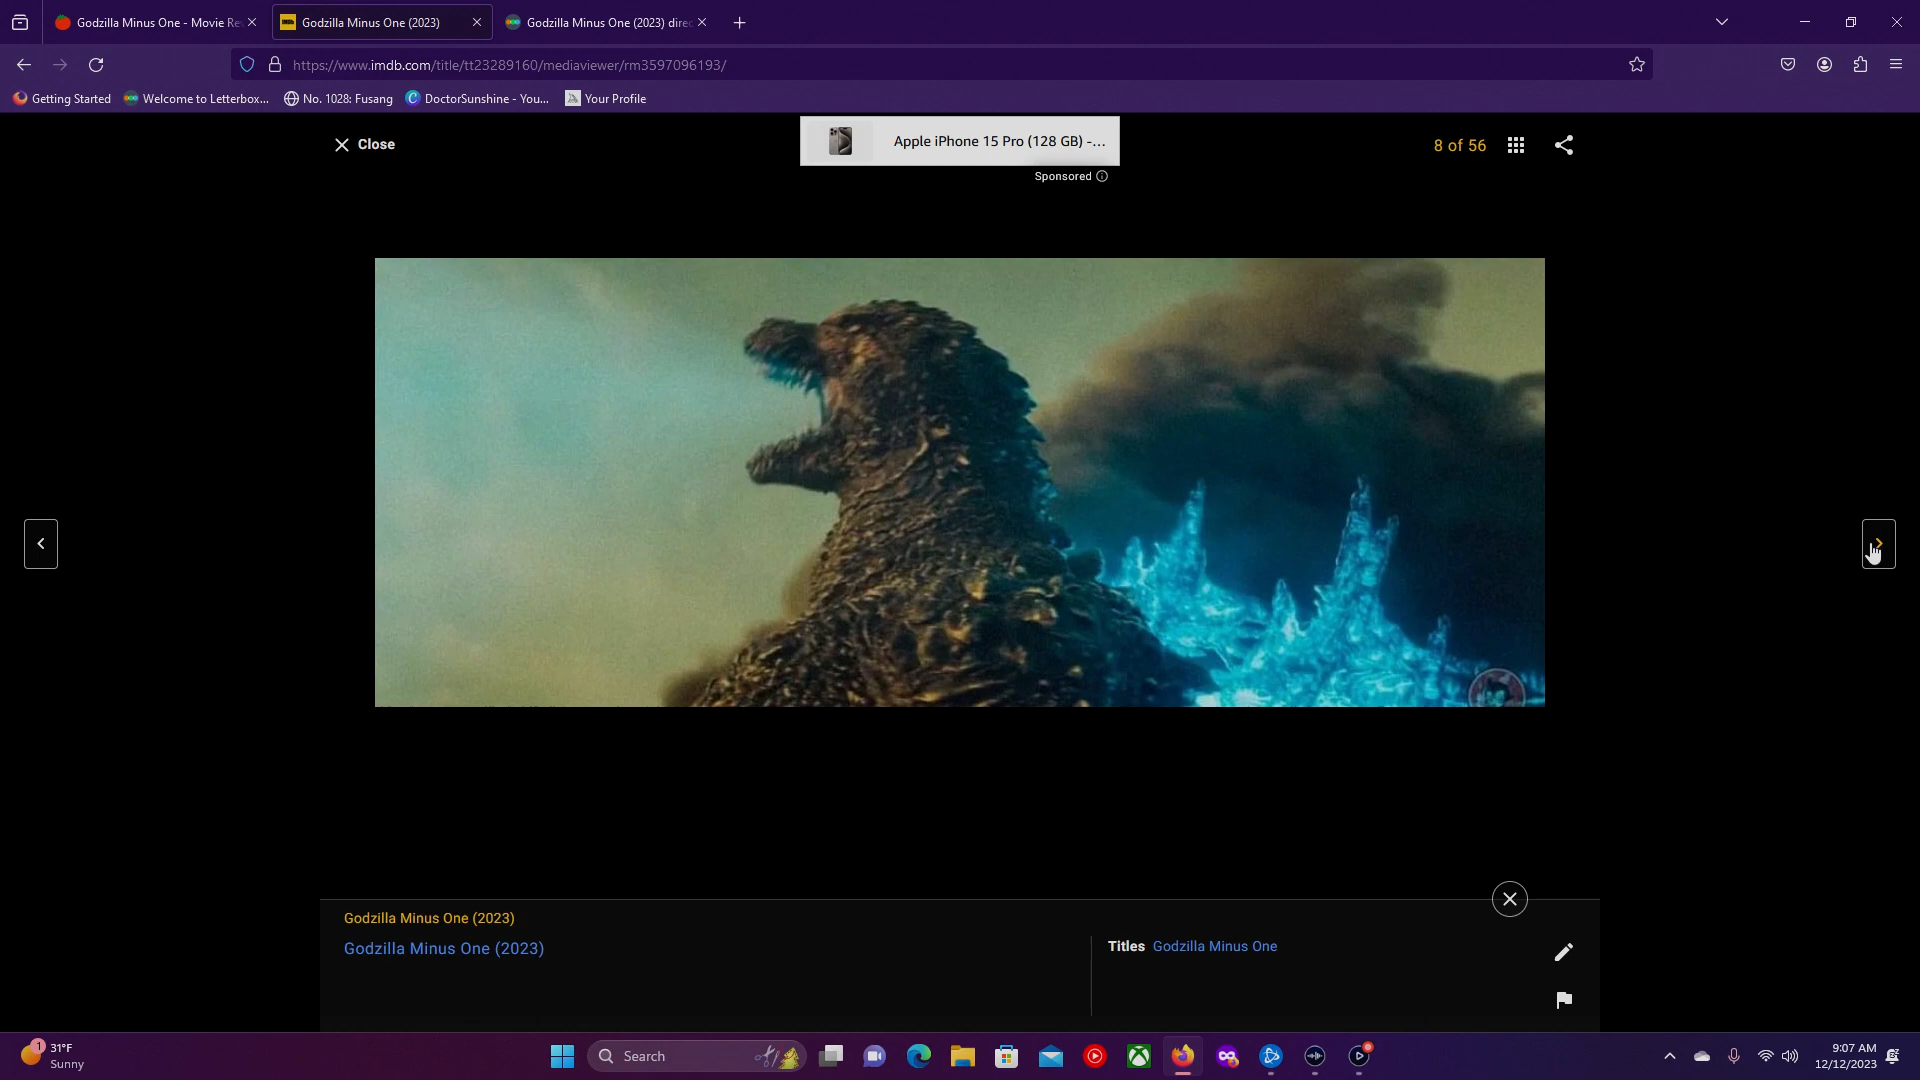 Godzilla Minus One - Movie Re
Godzilla Minus One (2023)
Godzilla Minus One (2023) direc
https://www.imdb.com/title/tt23289160/mediaviewer/rm3597096193/
Getting Started
Welcome to Letterbox...
No. 1028: Fusang
DoctorSunshine - You...
Your Profile
Close
Apple iPhone 15 Pro (128 GB) -...
8 of 56
Sponsored
Godzilla Minus One (2023)
Godzilla Minus One (2023)
Titles Godzilla Minus One
1
31°F
Sunny
Search
9:07 AM
12/12/2023